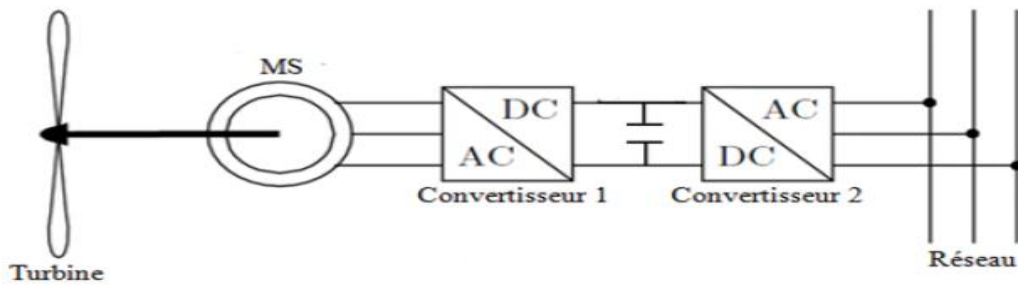 MS
DC
AC
AC
DC
Convertisseur 1
Convertisseur 2
Réseau
Turbine